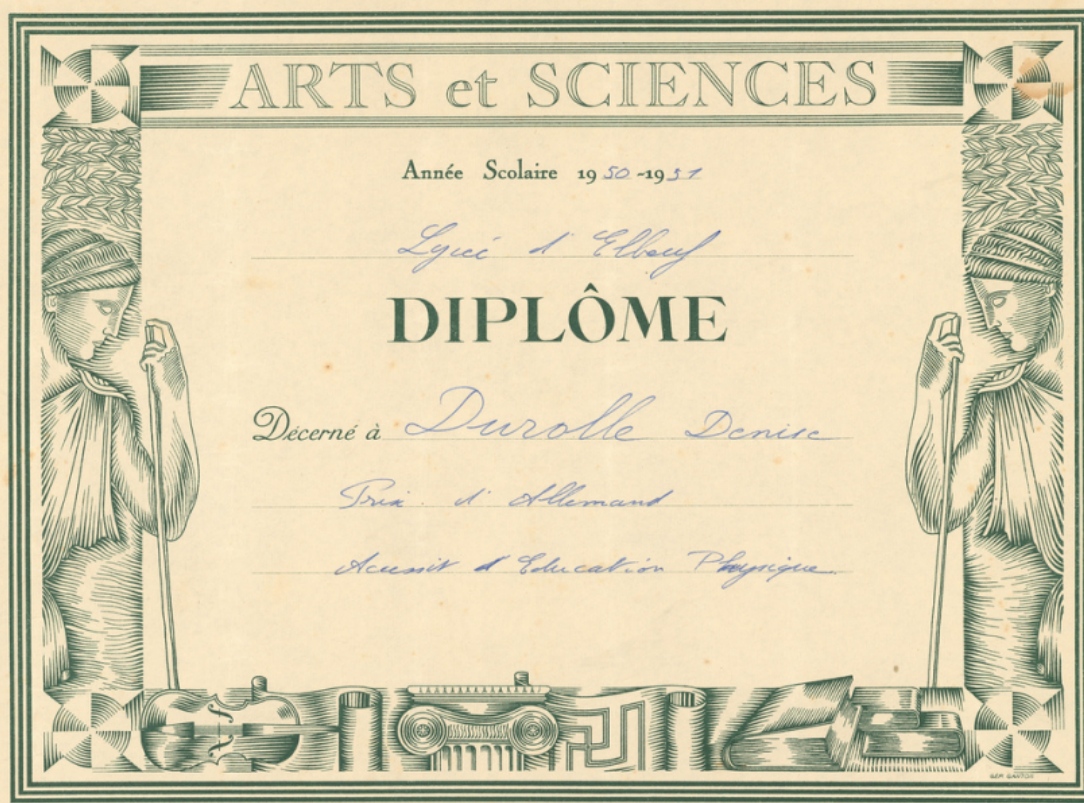 ARTS et SCIENCES
Année Scolaire 1950-1951
Lycée d'Elbeuf
DIPLÔME
Décerné à Durolle Denise
Prix d'Allemand
Accessit d'Education Physique